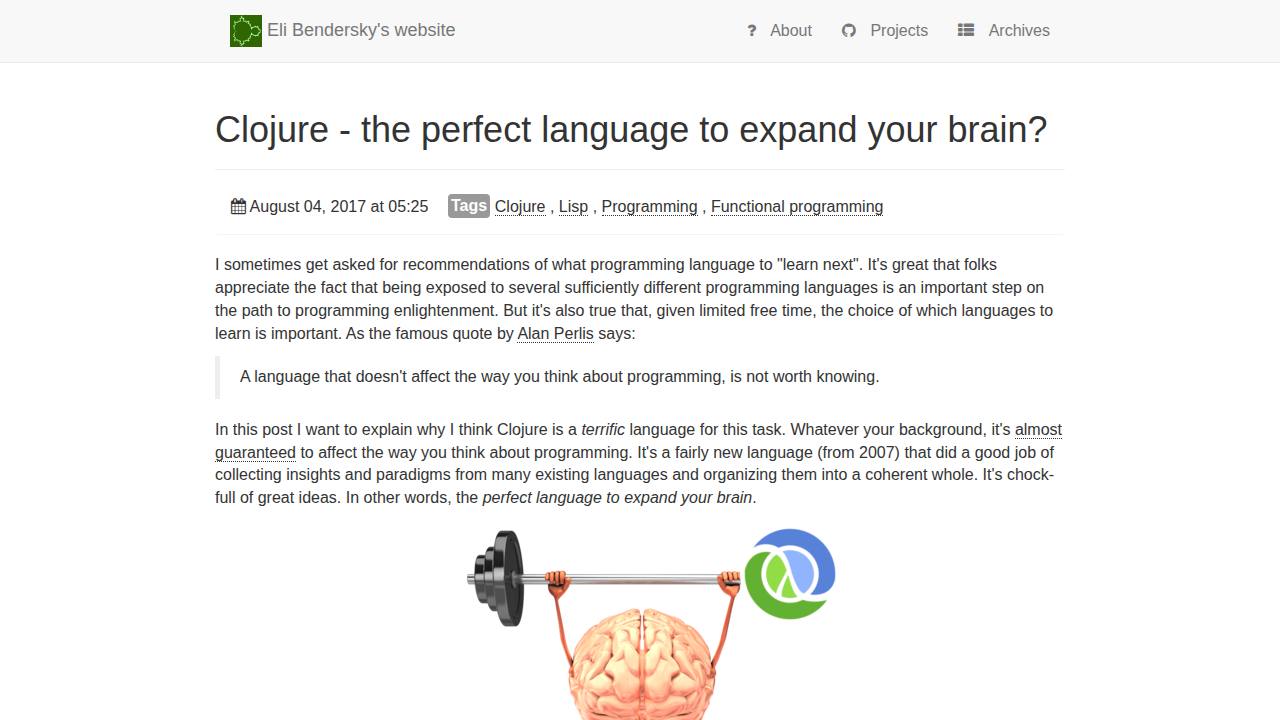 Eli Bendersky's website
? About
Projects
Archives
Clojure - the perfect language to expand your brain?
August 04, 2017 at 05:25 Tags Clojure , Lisp , Programming , Functional programming
I sometimes get asked for recommendations of what programming language to "learn next". It's great that folks
appreciate the fact that being exposed to several sufficiently different programming languages is an important step on
the path to programming enlightenment. But it's also true that, given limited free time, the choice of which languages to
learn is important. As the famous quote by Alan Perlis says:
A language that doesn't affect the way you think about programming, is not worth knowing.
In this post I want to explain why I think Clojure is a terrific language for this task. Whatever your background, it's almost
guaranteed to affect the way you think about programming. It's a fairly new language (from 2007) that did a good job of
collecting insights and paradigms from many existing languages and organizing them into a coherent whole. It's chock-
full of great ideas. In other words, the perfect language to expand your brain.